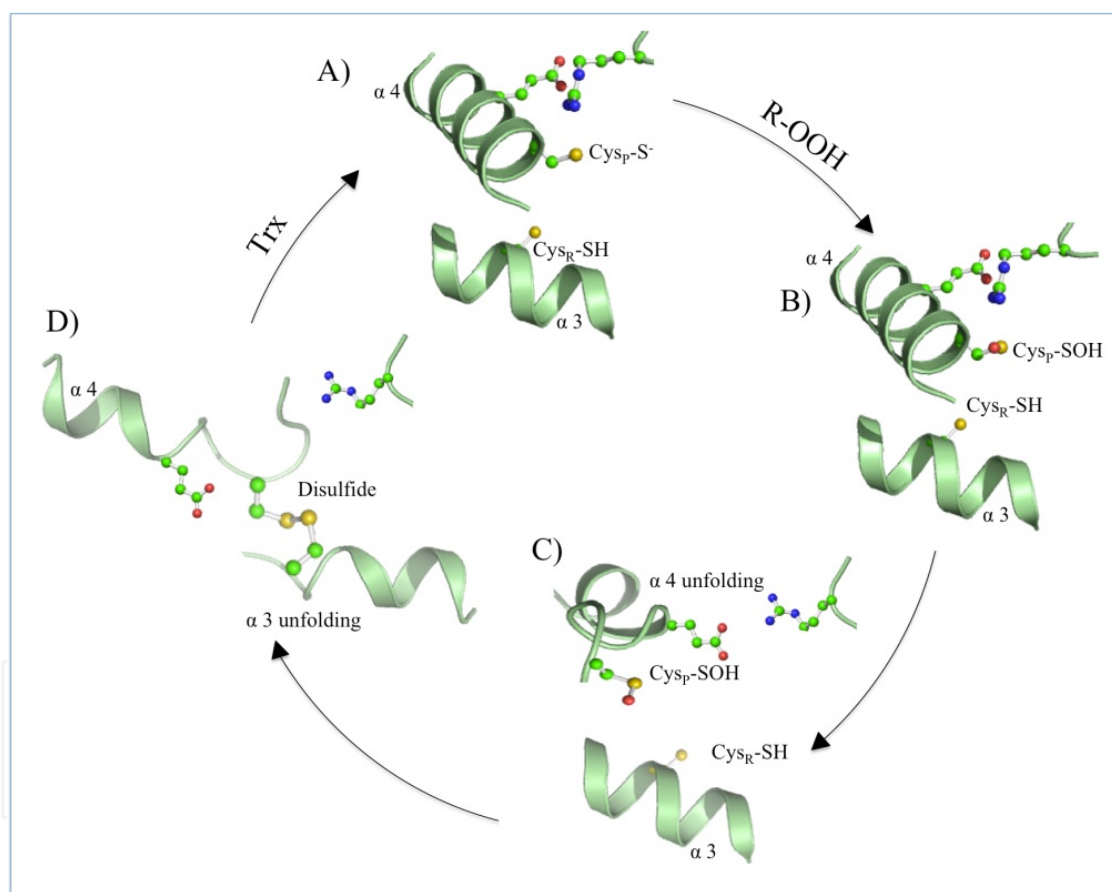 A)
α 4
Cysₚ-S⁻
CysR-SH
α 3
R-OOH
B)
α 4
Cysₚ-SOH
CysR-SH
α 3
C)
α 4 unfolding
Cysₚ-SOH
CysR-SH
α 3
D)
α 4
Disulfide
α 3 unfolding
Trx